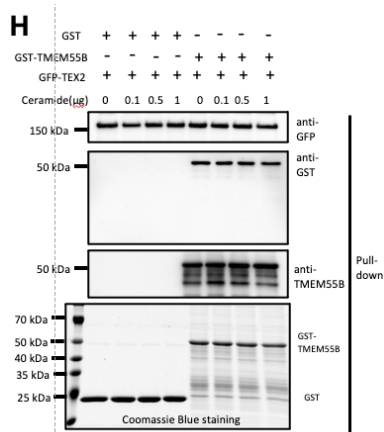 H
GST + + + + - - - -
GST-TMEM55B - - - - + + + +
GFP-TEX2 + + + + + + + +
Ceramide(μg) 0 0.1 0.5 1 0 0.1 0.5 1
150 kDa
anti-
GFP
50 kDa
anti-
GST
50 kDa
anti-
TMEM55B
Pull-
down
70 kDa
50 kDa
40 kDa
35 kDa
25 kDa
GST-
TMEM55B
GST
Coomassie Blue staining